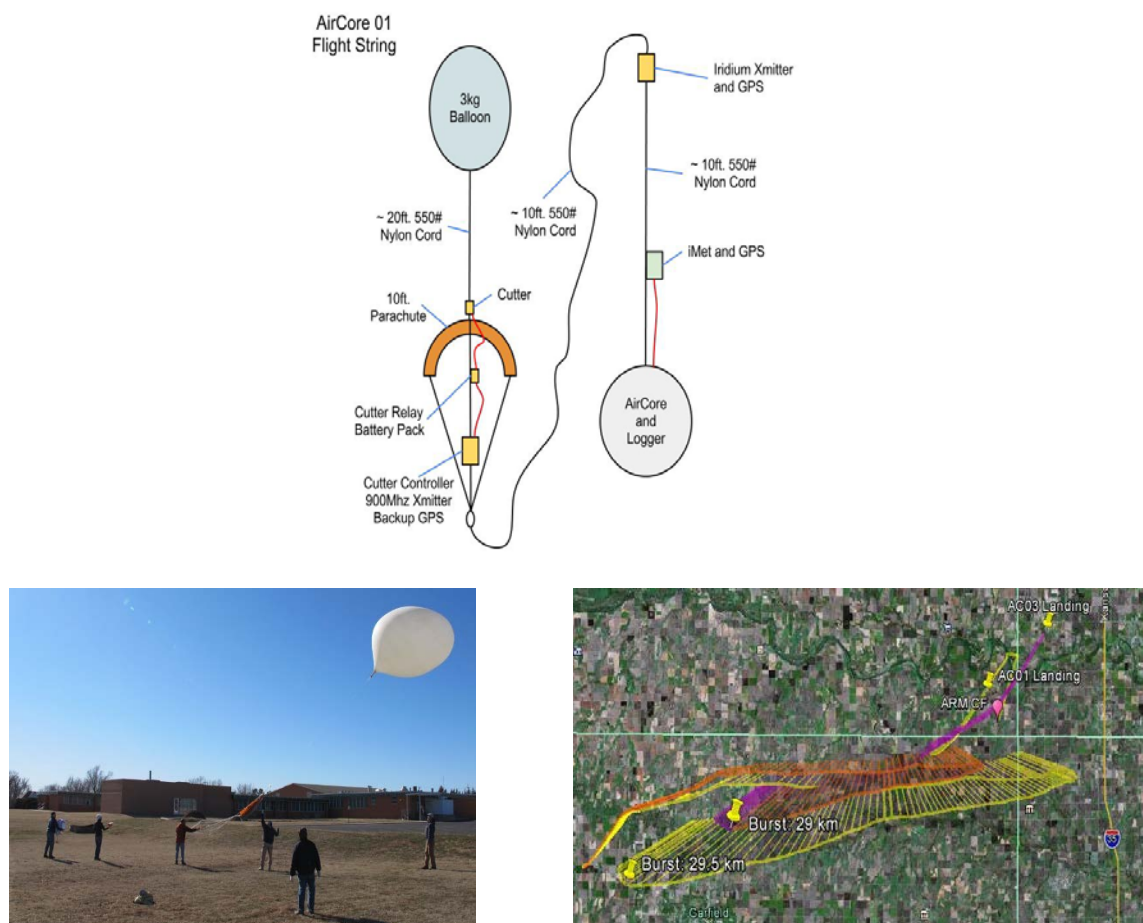 AirCore 01
Flight String
3kg
Balloon
~ 20ft. 550#
Nylon Cord
Cutter
10ft.
Parachute
Cutter Relay
Battery Pack
Cutter Controller
900Mhz Xmitter
Backup GPS
~ 10ft. 550#
Nylon Cord
Iridium Xmitter
and GPS
~ 10ft. 550#
Nylon Cord
iMet and GPS
AirCore
and
Logger
AC03 Landing
AC01 Landing
ARM CF
Burst: 29 km
Burst: 29.5 km
35
Garfield